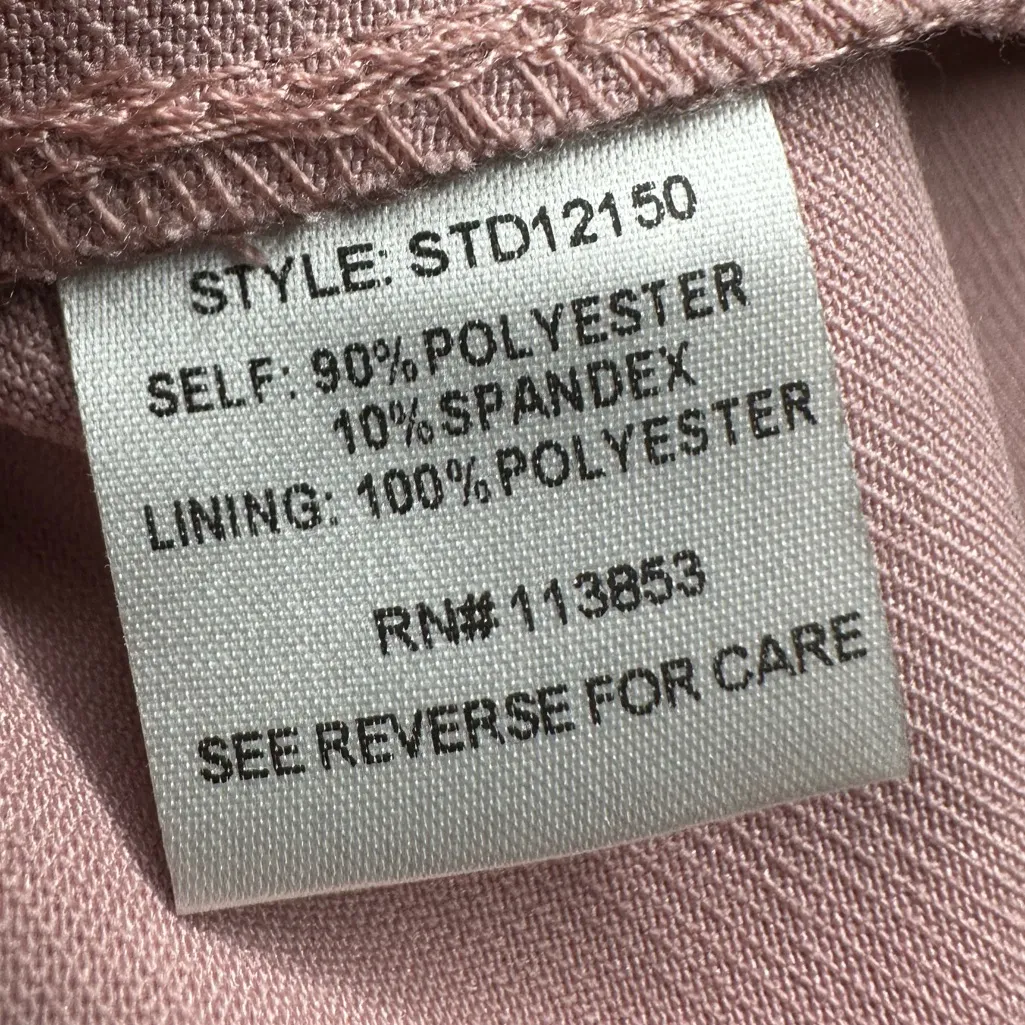 STYLE: STD12150
SELF: 90% POLYESTER
10% SPANDEX
LINING: 100% POLYESTER
RN# 113853
SEE REVERSE FOR CARE